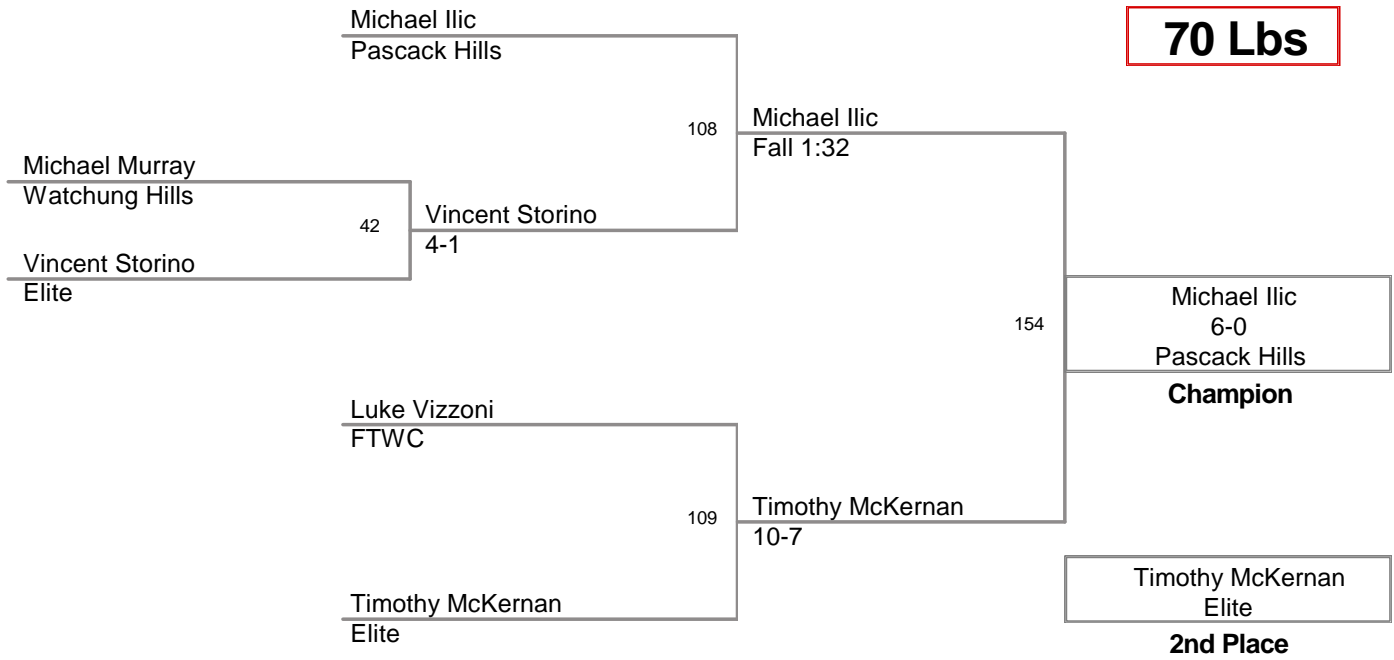 Michael Ilic
Pascack Hills
70 Lbs
108
Michael Ilic
Fall 1:32
Michael Murray
Watchung Hills
42
Vincent Storino
4-1
Vincent Storino
Elite
154
Michael Ilic
6-0
Pascack Hills
Champion
Luke Vizzoni
FTWC
109
Timothy McKernan
10-7
Timothy McKernan
Elite
Timothy McKernan
Elite
2nd Place